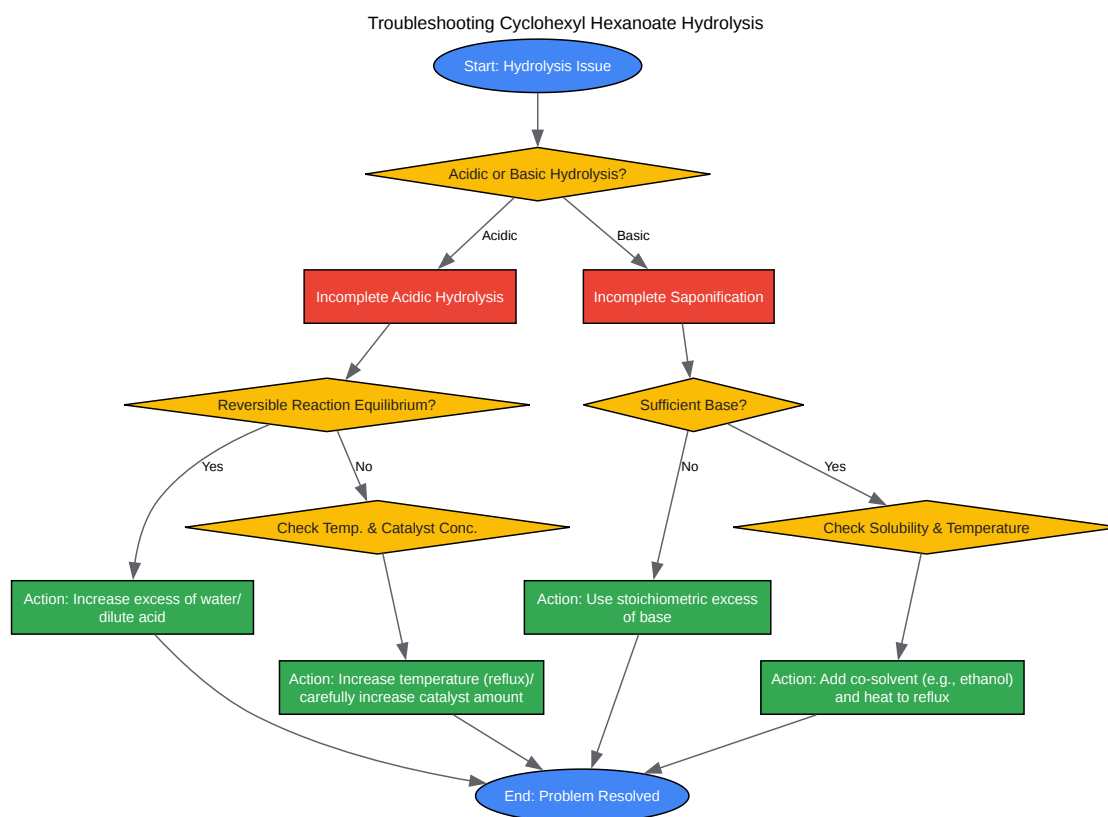 Troubleshooting Cyclohexyl Hexanoate Hydrolysis
Start: Hydrolysis Issue
Acidic or Basic Hydrolysis?
Acidic
Basic
Incomplete Acidic Hydrolysis
Incomplete Saponification
Reversible Reaction Equilibrium?
Sufficient Base?
Yes
No
No
Yes
Check Temp. & Catalyst Conc.
Check Solubility & Temperature
Action: Increase excess of water/
dilute acid
Action: Use stoichiometric excess
of base
Action: Increase temperature (reflux)/
carefully increase catalyst amount
Action: Add co-solvent (e.g., ethanol)
and heat to reflux
End: Problem Resolved